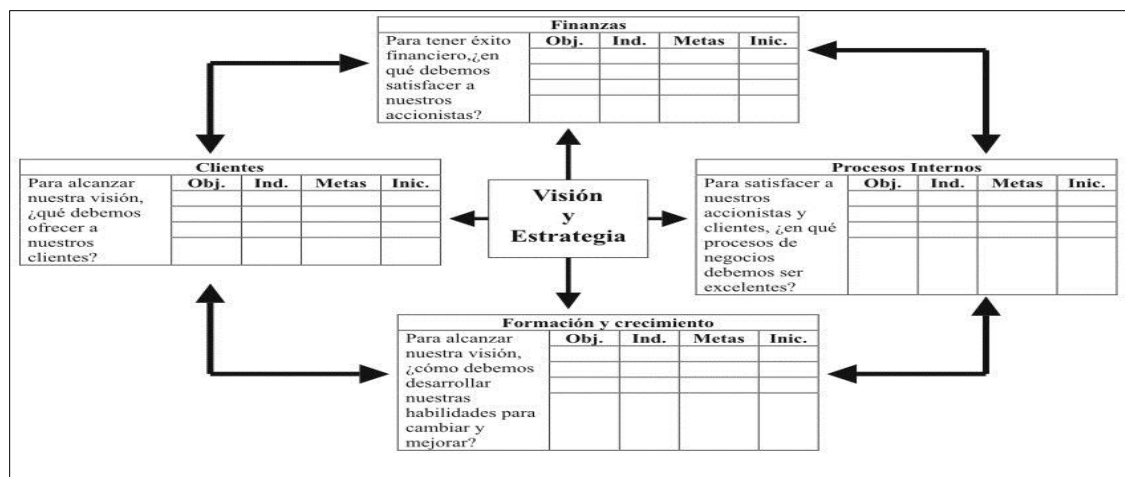 Finanzas
Para tener éxito
financiero,¿en
qué debemos
satisfacer a
nuestros
accionistas?
Obj. Ind. Metas Inic.
Clientes
Para alcanzar
nuestra visión,
¿qué debemos
ofrecer a
nuestros
clientes?
Obj. Ind. Metas Inic.
Visión
y
Estrategia
Procesos Internos
Para satisfacer a
nuestros
accionistas y
clientes, ¿en qué
procesos de
negocios
debemos ser
excelentes?
Obj. Ind. Metas Inic.
Formación y crecimiento
Para alcanzar
nuestra visión,
¿cómo debemos
desarrollar
nuestras
habilidades para
cambiar y
mejorar?
Obj. Ind. Metas Inic.